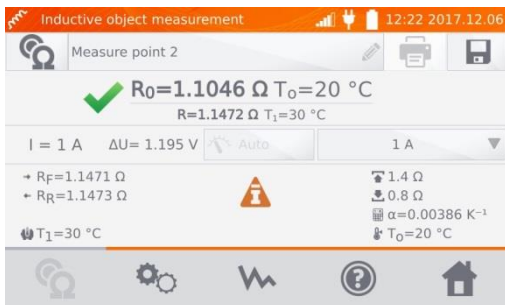 Inductive object measurement 12:22 2017.12.06
Measure point 2
R0=1.1046 Ω To=20 °C
R=1.1472 Ω T1=30 °C
I = 1 A ΔU= 1.195 V Auto 1 A
→ RF=1.1471 Ω 1.4 Ω
← RR=1.1473 Ω 0.8 Ω
α=0.00386 K⁻¹
T1=30 °C To=20 °C